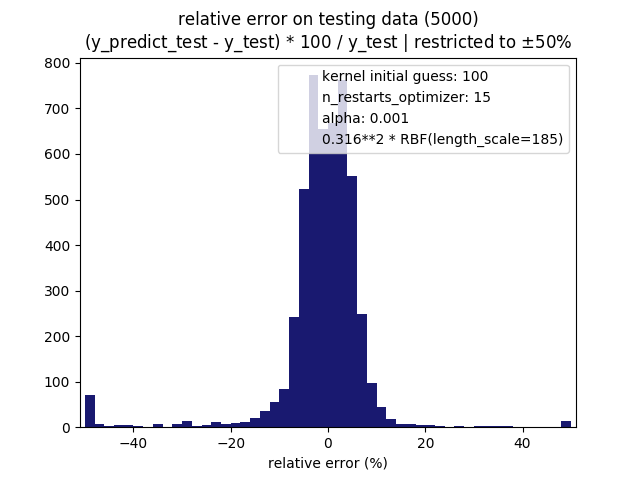 relative error on testing data (5000)
(y_predict_test - y_test) * 100 / y_test | restricted to ±50%
800
700
600
500
400
300
200
100
0
kernel initial guess: 100
n_restarts_optimizer: 15
alpha: 0.001
0.316**2 * RBF(length_scale=185)
−40 −20 0 20 40
relative error (%)